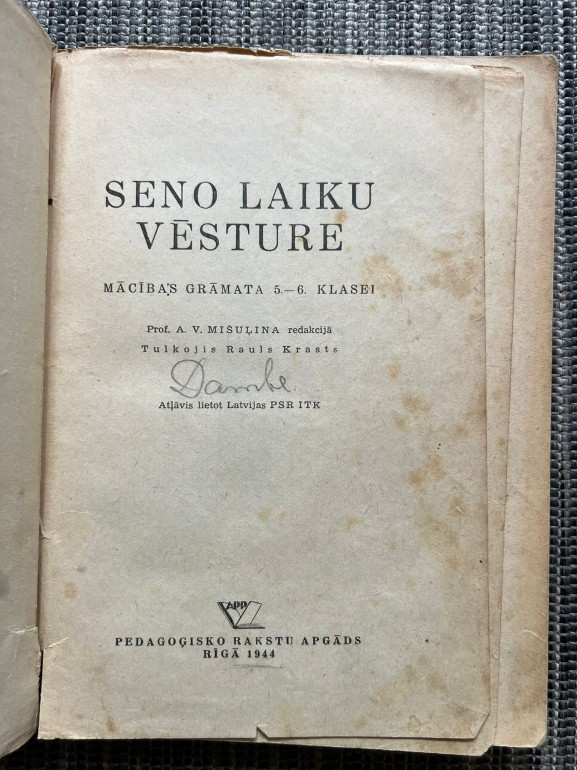 SENO LAIKU
VĒSTURE
MĀCĪBAS GRĀMATA 5.—6. KLASEI
Prof. A. V. MIŠUĻINA redakcijā
Tulkojis Rauls Krasts
Dambe.
Atļāvis lietot Latvijas PSR ITK
APP
PEDAGOĢISKO RAKSTU APGĀDS
RĪGĀ 1944